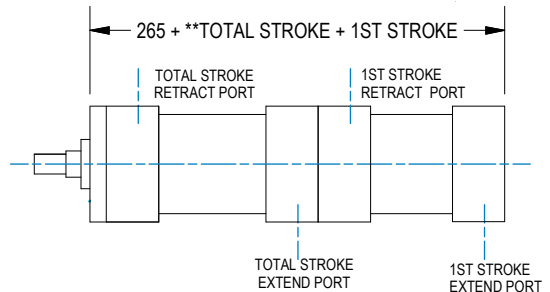 265 + **TOTAL STROKE + 1ST STROKE
TOTAL STROKE
RETRACT PORT
1ST STROKE
RETRACT PORT
TOTAL STROKE
EXTEND PORT
1ST STROKE
EXTEND PORT